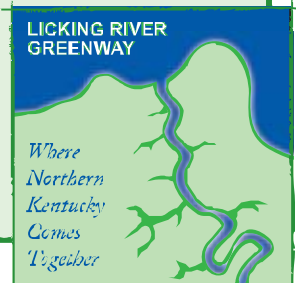 LICKING RIVER
GREENWAY
Where
Northern
Kentucky
Comes
Together